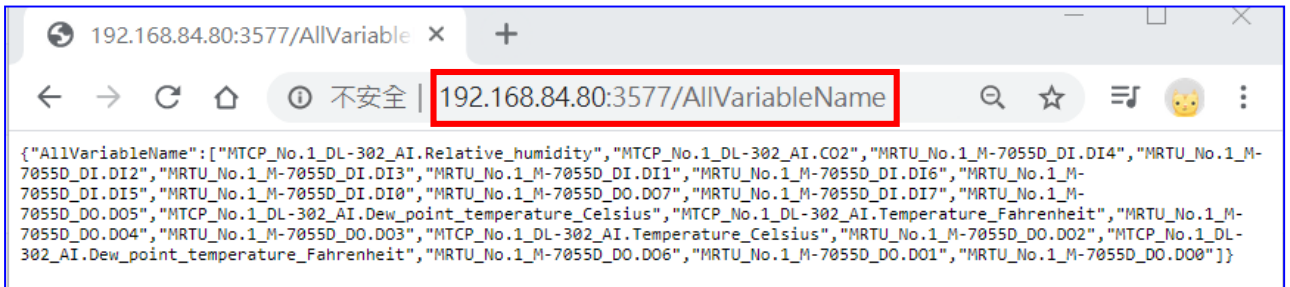 192.168.84.80:3577/AllVariable
不安全 192.168.84.80:3577/AllVariableName
{"AllVariableName":["MTCP_No.1_DL-302_AI.Relative_humidity","MTCP_No.1_DL-302_AI.CO2","MRTU_No.1_M-7055D_DI.DI4","MRTU_No.1_M-
7055D_DI.DI2","MRTU_No.1_M-7055D_DI.DI3","MRTU_No.1_M-7055D_DI.DI1","MRTU_No.1_M-7055D_DI.DI6","MRTU_No.1_M-
7055D_DI.DI5","MRTU_No.1_M-7055D_DI.DI0","MRTU_No.1_M-7055D_DO.DO7","MRTU_No.1_M-7055D_DI.DI7","MRTU_No.1_M-
7055D_DO.DO5","MTCP_No.1_DL-302_AI.Dew_point_temperature_Celsius","MTCP_No.1_DL-302_AI.Temperature_Fahrenheit","MRTU_No.1_M-
7055D_DO.DO4","MRTU_No.1_M-7055D_DO.DO3","MTCP_No.1_DL-302_AI.Temperature_Celsius","MRTU_No.1_M-7055D_DO.DO2","MTCP_No.1_DL-
302_AI.Dew_point_temperature_Fahrenheit","MRTU_No.1_M-7055D_DO.DO6","MRTU_No.1_M-7055D_DO.DO1","MRTU_No.1_M-7055D_DO.DO0"]}